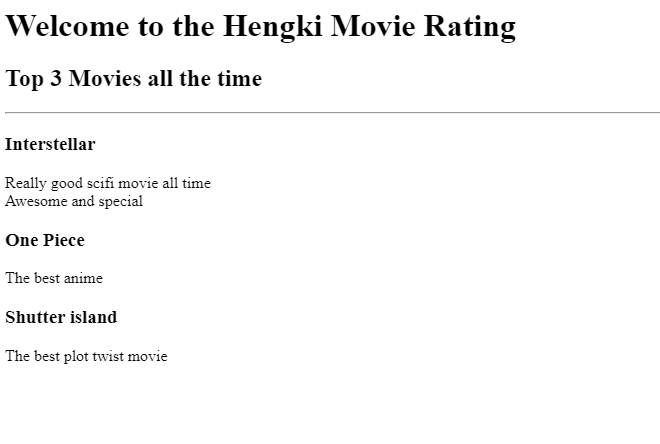 Welcome to the Hengki Movie Rating
Top 3 Movies all the time
Interstellar
Really good scifi movie all time
Awesome and special
One Piece
The best anime
Shutter island
The best plot twist movie